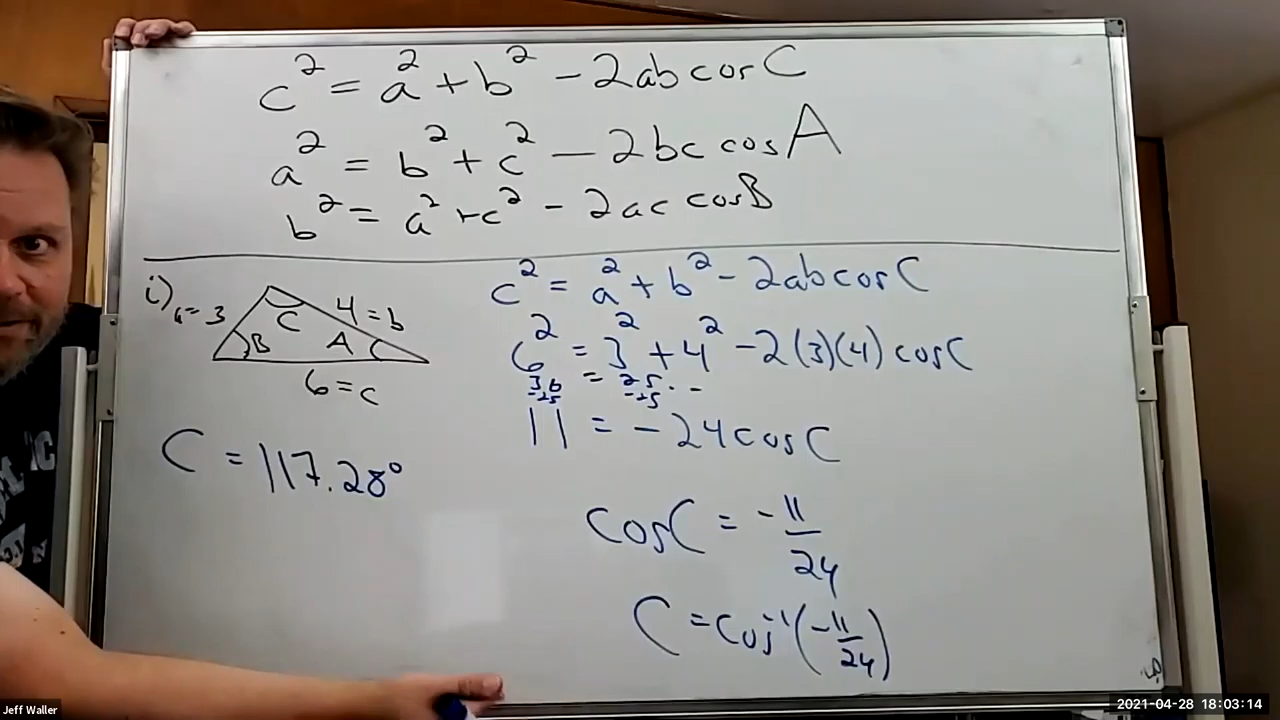 c² = a² + b² - 2ab cos C
a² = b² + c² - 2bc cos A
b² = a² + c² - 2ac cos B
i) a = 3
4 = b
C
B
A
6 = c
C = 117.28°
c² = a² + b² - 2ab cos C
6² = 3² + 4² - 2(3)(4) cos C
36 = 25 . . -
-25 -25
11 = -24 cos C
cos C = -11/24
C = cos⁻¹(-11/24)
Jeff Waller
2021-04-28 18:03:14